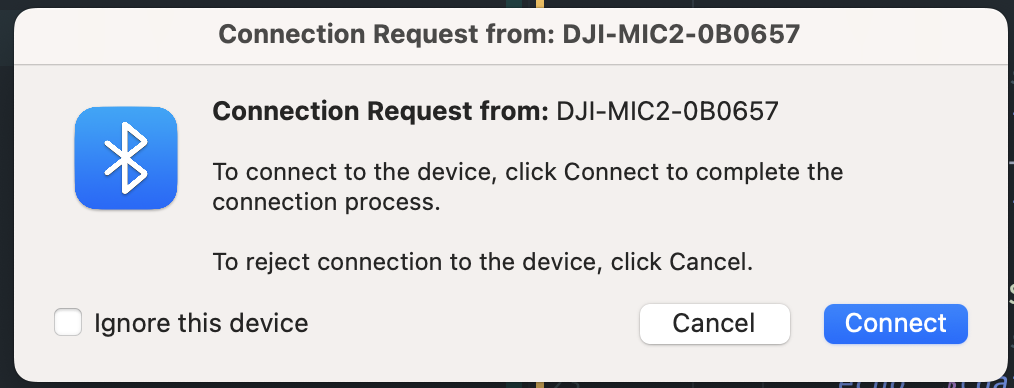 Connection Request from: DJI-MIC2-0B0657
Connection Request from: DJI-MIC2-0B0657
To connect to the device, click Connect to complete the
connection process.
To reject connection to the device, click Cancel.
Ignore this device
Cancel
Connect